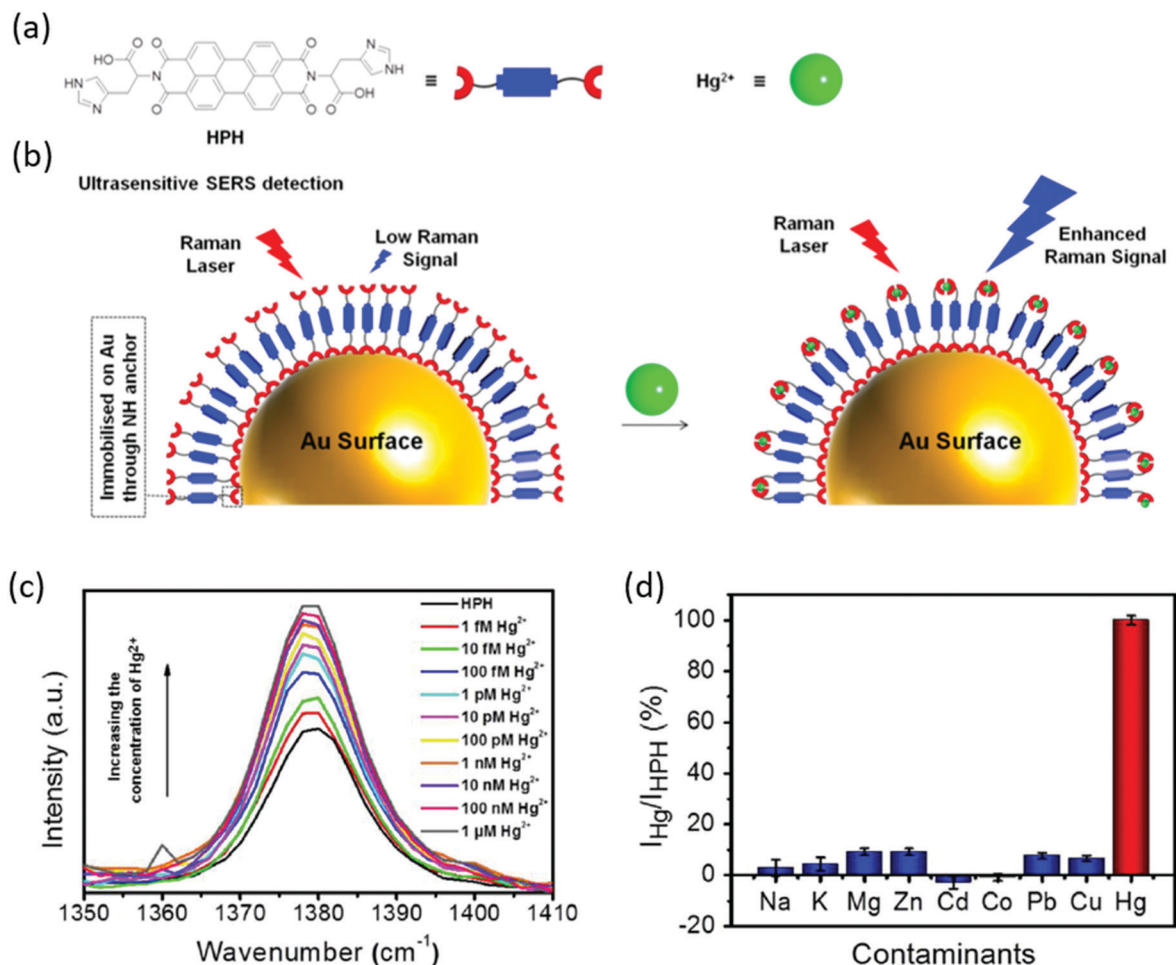 (a)
HO
O
O
O
N
NH
HN
N
N
N
O
O
O
OH
≡
Hg²⁺ ≡
HPH
(b)
Ultrasensitive SERS detection
Raman
Laser
Low Raman
Signal
Raman
Laser
Enhanced
Raman Signal
Immobilised on Au
through NH anchor
Au Surface
Au Surface
(c)
Intensity (a.u.)
Increasing the
concentration of Hg²⁺
HPH
1 fM Hg²⁺
10 fM Hg²⁺
100 fM Hg²⁺
1 pM Hg²⁺
10 pM Hg²⁺
100 pM Hg²⁺
1 nM Hg²⁺
10 nM Hg²⁺
100 nM Hg²⁺
1 µM Hg²⁺
1350 1360 1370 1380 1390 1400 1410
Wavenumber (cm⁻¹)
(d)
I_Hg/I_HPH (%)
100
80
60
40
20
0
-20
Na K Mg Zn Cd Co Pb Cu Hg
Contaminants